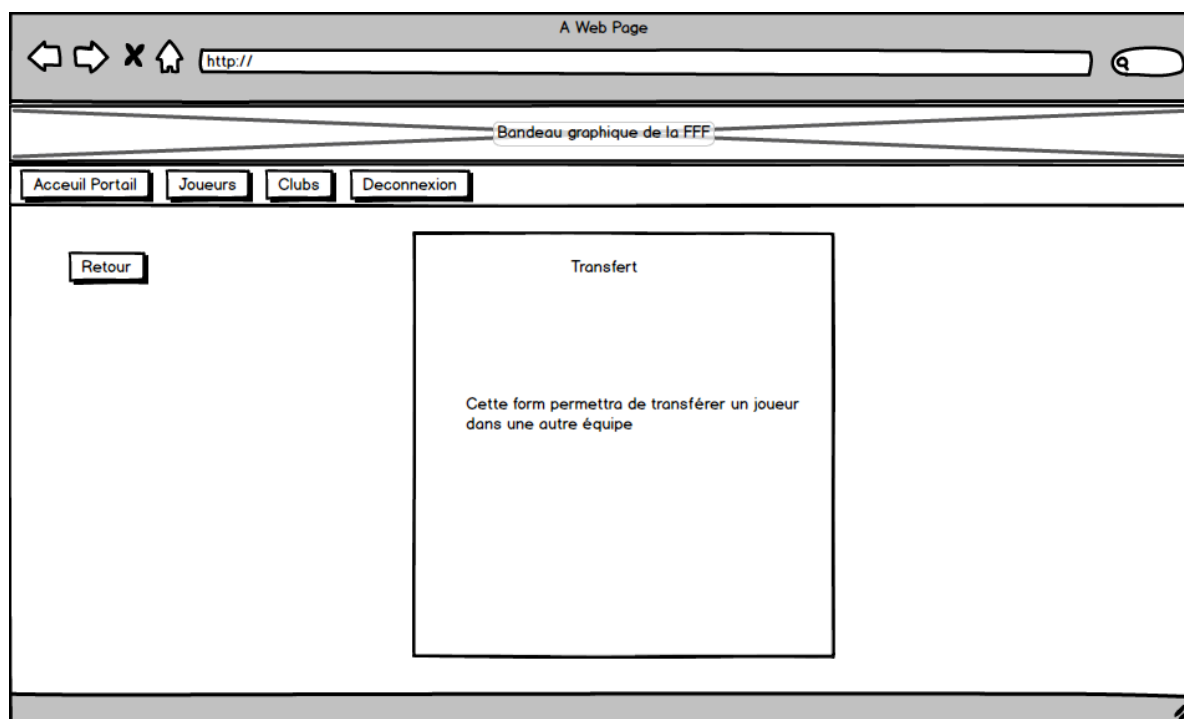 A Web Page
http://
Bandeau graphique de la FFF
Acceuil Portail Joueurs Clubs Deconnexion
Retour
Transfert
Cette form permettra de transférer un joueur
dans une autre équipe